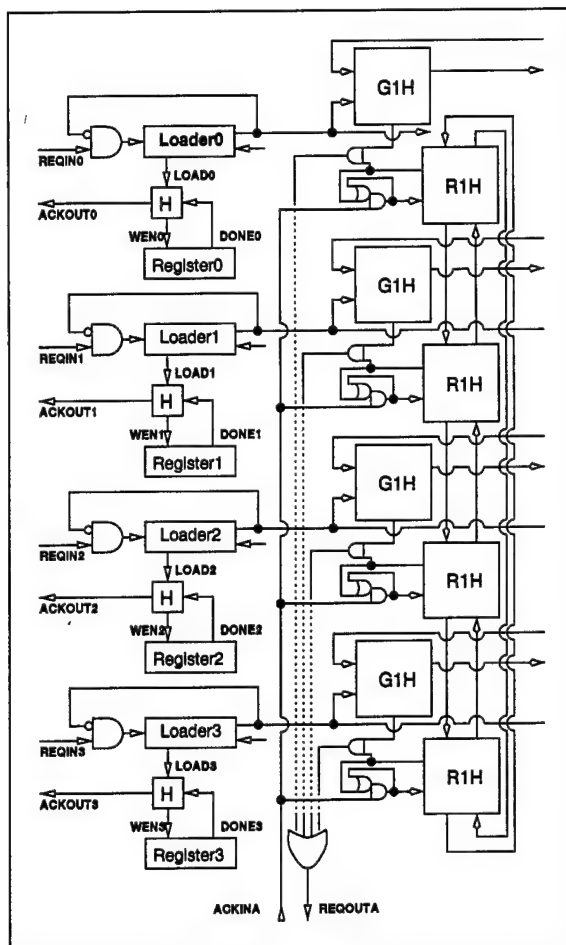 G1H
Loader0
REQIN0
LOAD0
R1H
H
ACKOUT0
WEN0
DONE0
Register0
G1H
Loader1
REQIN1
LOAD1
R1H
H
ACKOUT1
WEN1
DONE1
Register1
G1H
Loader2
REQIN2
LOAD2
R1H
H
ACKOUT2
WEN2
DONE2
Register2
G1H
Loader3
REQIN3
LOAD3
R1H
H
ACKOUT3
WEN3
DONE3
Register3
ACKINA
REQOUTA